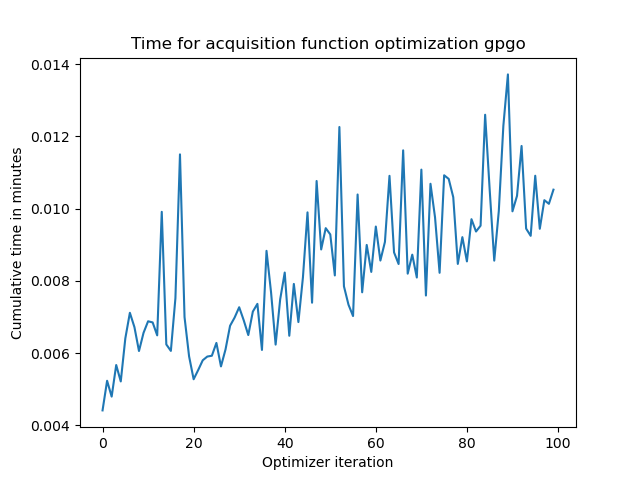 Time for acquisition function optimization gpgo
0.014
0.012
0.010
0.008
0.006
0.004
Cumulative time in minutes
0 20 40 60 80 100
Optimizer iteration